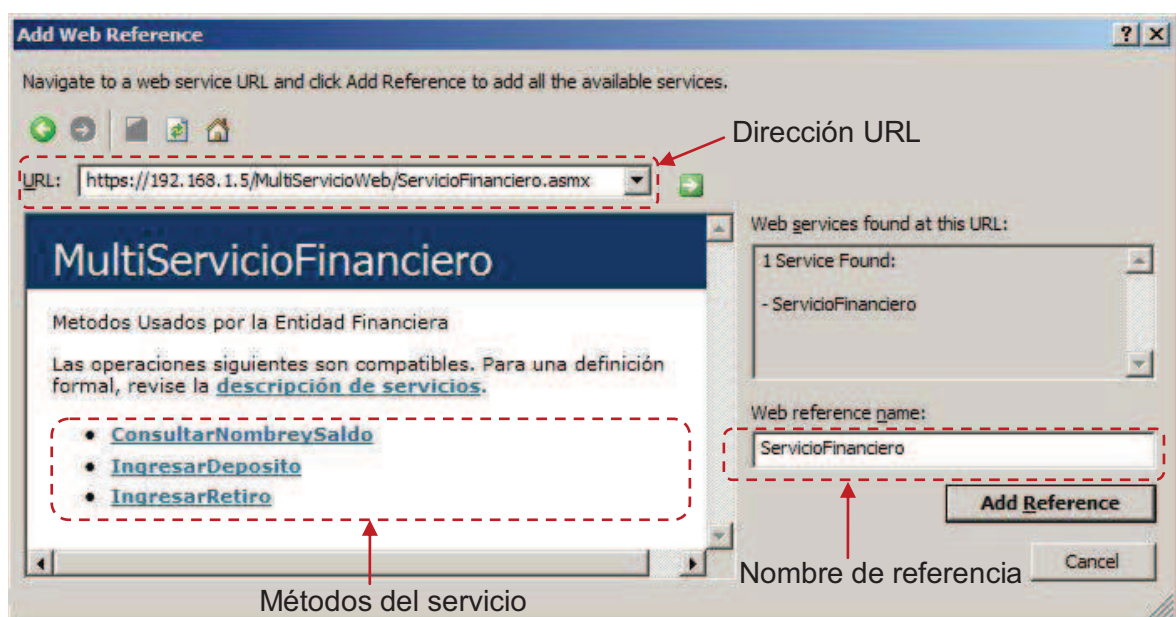 Add Web Reference
Navigate to a web service URL and click Add Reference to add all the available services.
Dirección URL
URL: https://192.168.1.5/MultiServicioWeb/ServicioFinanciero.asmx
MultiServicioFinanciero
Metodos Usados por la Entidad Financiera
Las operaciones siguientes son compatibles. Para una definición
formal, revise la descripción de servicios.
• ConsultarNombreySaldo
• IngresarDeposito
• IngresarRetiro
Web services found at this URL:
1 Service Found:
- ServicioFinanciero
Web reference name:
ServicioFinanciero
Add Reference
Cancel
Nombre de referencia
Métodos del servicio